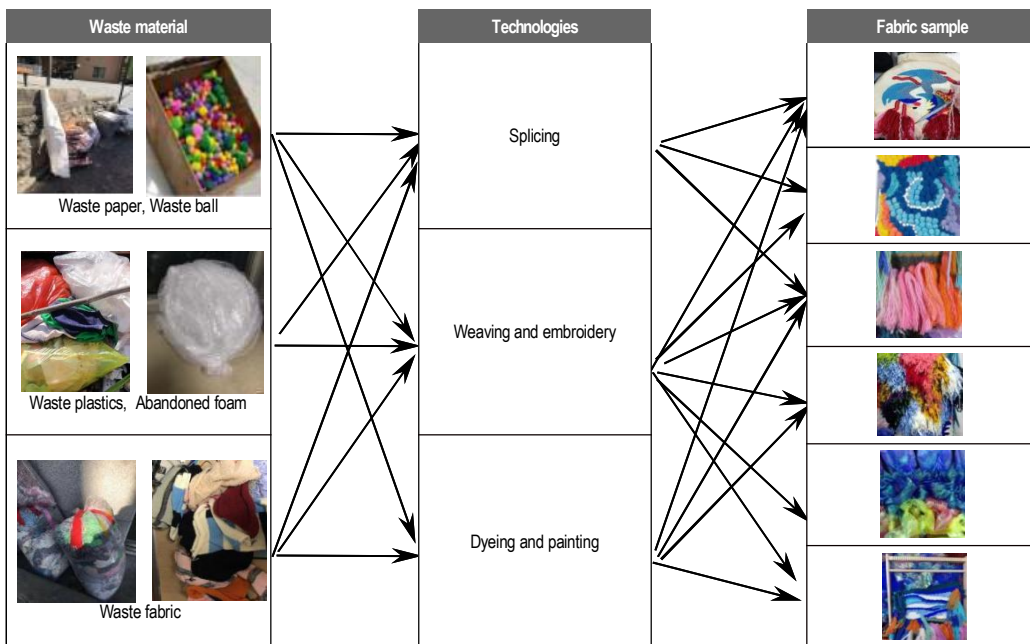 Waste material
Technologies
Fabric sample
Waste paper, Waste ball
Splicing
Waste plastics, Abandoned foam
Weaving and embroidery
Waste fabric
Dyeing and painting